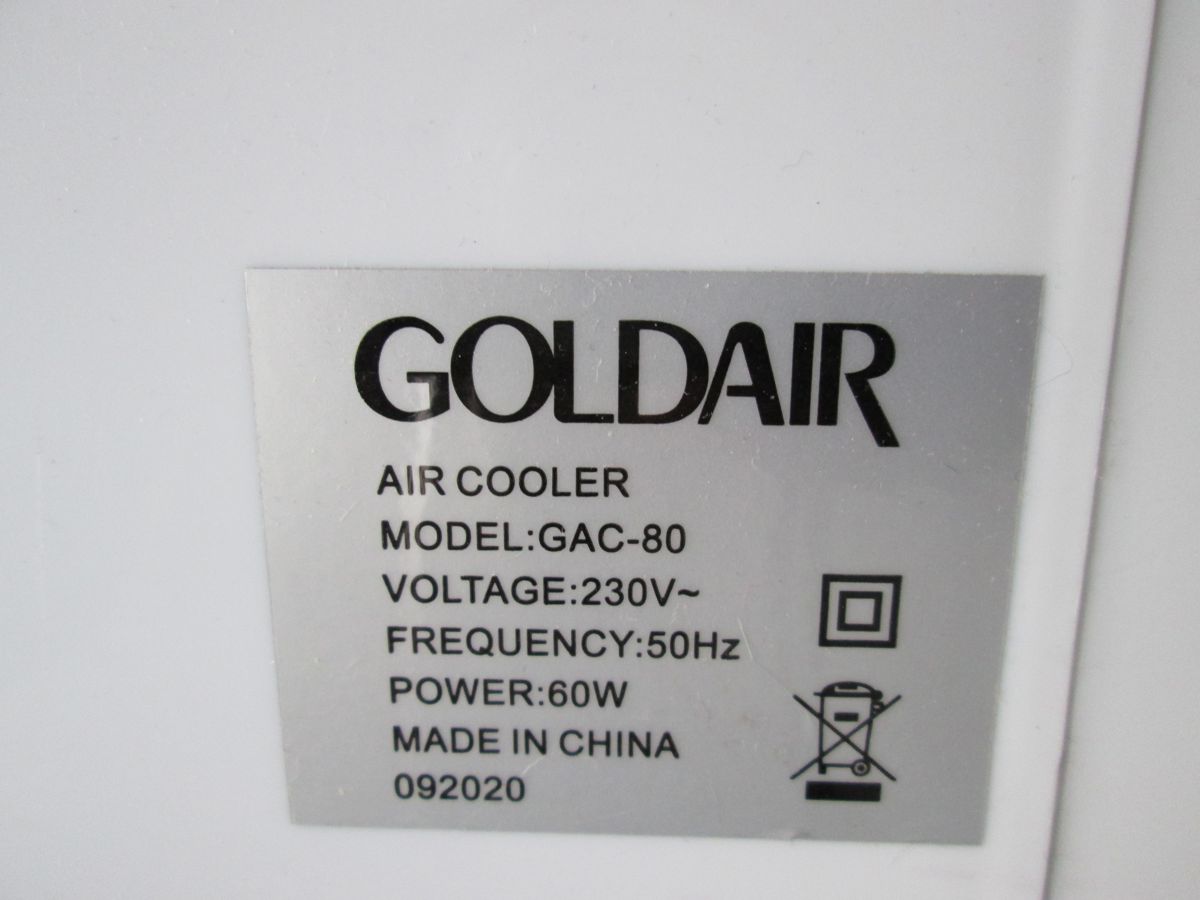 GOLDAIR
AIR COOLER
MODEL:GAC-80
VOLTAGE:230V~
FREQUENCY:50Hz
POWER:60W
MADE IN CHINA
092020